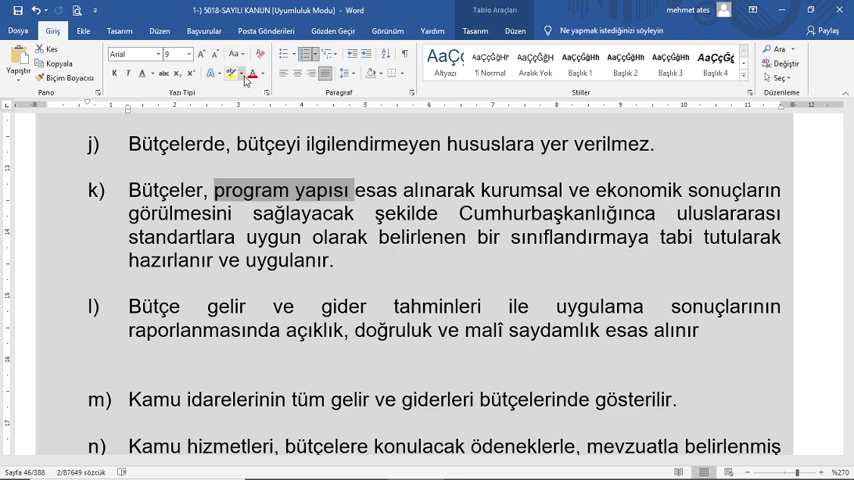 1-) 5018-SAYILI KANUN [Uyumluluk Modu] - Word
Tablo Araçları
mehmet ates
Dosya Giriş Ekle Tasarım Düzen Başvurular Posta Gönderileri Gözden Geçir Görünüm Yardım Tasarım Düzen Ne yapmak istediğinizi söyleyin Paylaş
Yapıştır
Kes
Kopyala
Biçim Boyacısı
Pano
Arial 9
Yazı Tipi
Paragraf
AaÇç AaÇçĞğH AaÇçĞğ AaÇçĞğH AaÇçĞğH AaÇçĞğH AaÇçĞğ
Altyazı ¶ Normal Aralık Yok Başlık 1 Başlık 2 Başlık 3 Başlık 4
Stiller
Ara
Değiştir
Seç
Düzenleme
j) Bütçelerde, bütçeyi ilgilendirmeyen hususlara yer verilmez.
k) Bütçeler, program yapısı esas alınarak kurumsal ve ekonomik sonuçların
görülmesini sağlayacak şekilde Cumhurbaşkanlığınca uluslararası
standartlara uygun olarak belirlenen bir sınıflandırmaya tabi tutularak
hazırlanır ve uygulanır.
l) Bütçe gelir ve gider tahminleri ile uygulama sonuçlarının
raporlanmasında açıklık, doğruluk ve malî saydamlık esas alınır
m) Kamu idarelerinin tüm gelir ve giderleri bütçelerinde gösterilir.
n) Kamu hizmetleri, bütçelere konulacak ödeneklerle, mevzuatla belirlenmiş
Sayfa 46/388 2/87649 sözcük
%270